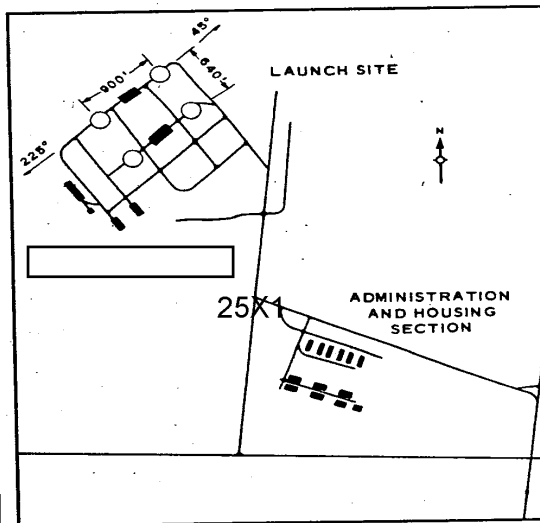 45°
900'
640'
LAUNCH SITE
225°
N
25X1
ADMINISTRATION
AND HOUSING
SECTION